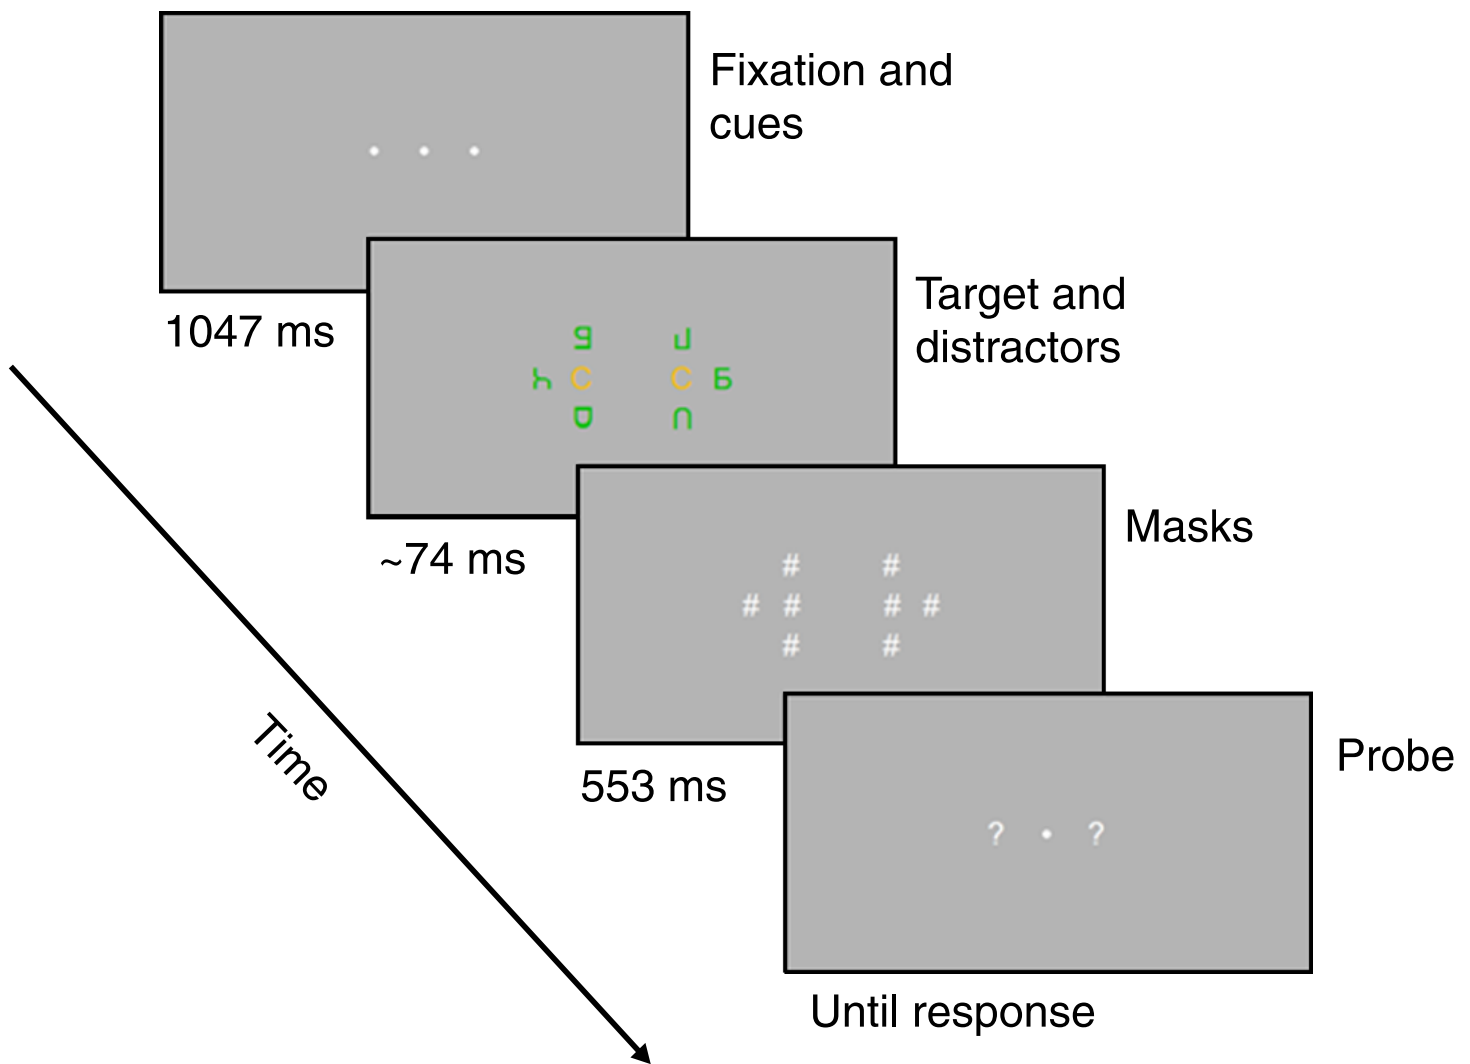 Fixation and
cues
1047 ms
Target and
distractors
C C
~74 ms
Masks
# #
# # # #
# #
553 ms
Probe
? • ?
Until response
Time